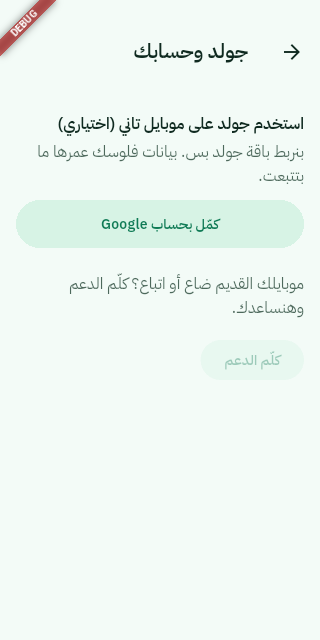 DEBUG
جولد وحسابك
استخدم جولد على موبايل تاني (اختياري)
بنربط باقة جولد بس. بيانات فلوسك عمرها ما
بتتبعت.
كمّل بحساب Google
موبايلك القديم ضاع أو اتباع؟ كلّم الدعم
وهنساعدك.
كلّم الدعم